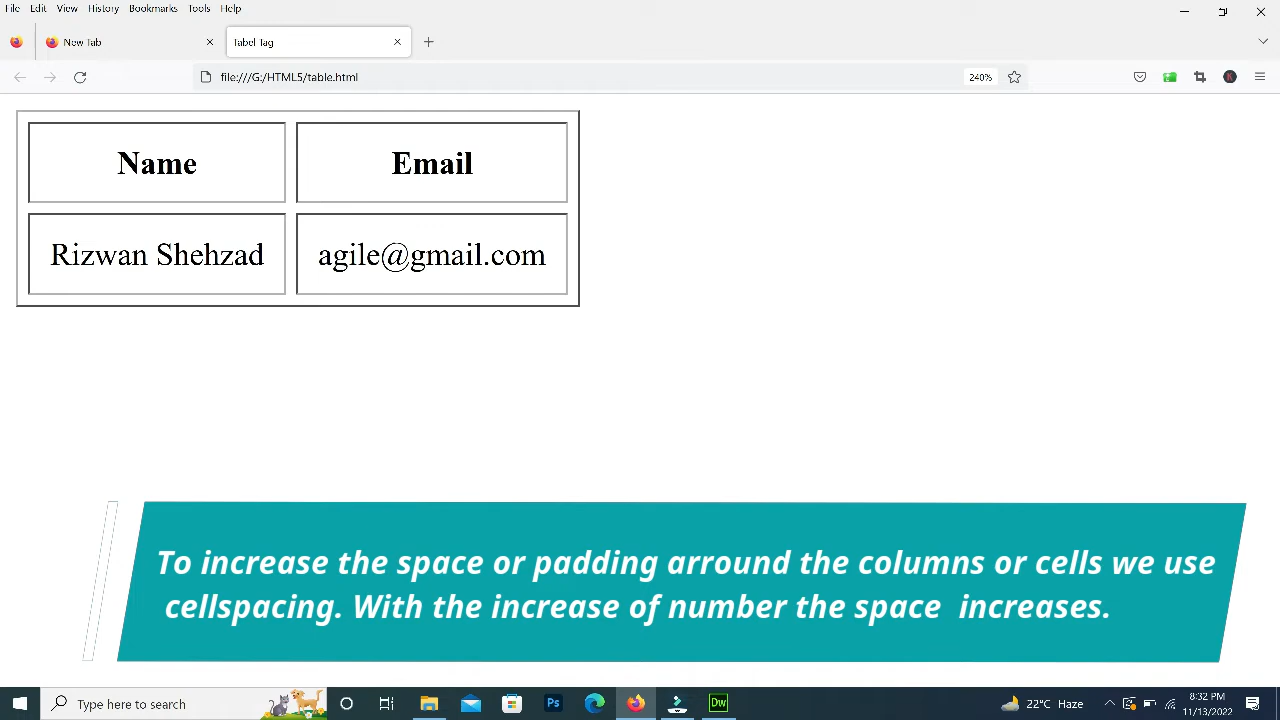 File Edit View History Bookmarks Tools Help
New Tab
Tabel Tag
file:///G:/HTML5/table.html
240%
Name Email
Rizwan Shehzad agile@gmail.com
To increase the space or padding arround the columns or cells we use
cellspacing. With the increase of number the space increases.
Type here to search
Ps
Dw
22°C Haze
8:32 PM
11/13/2022